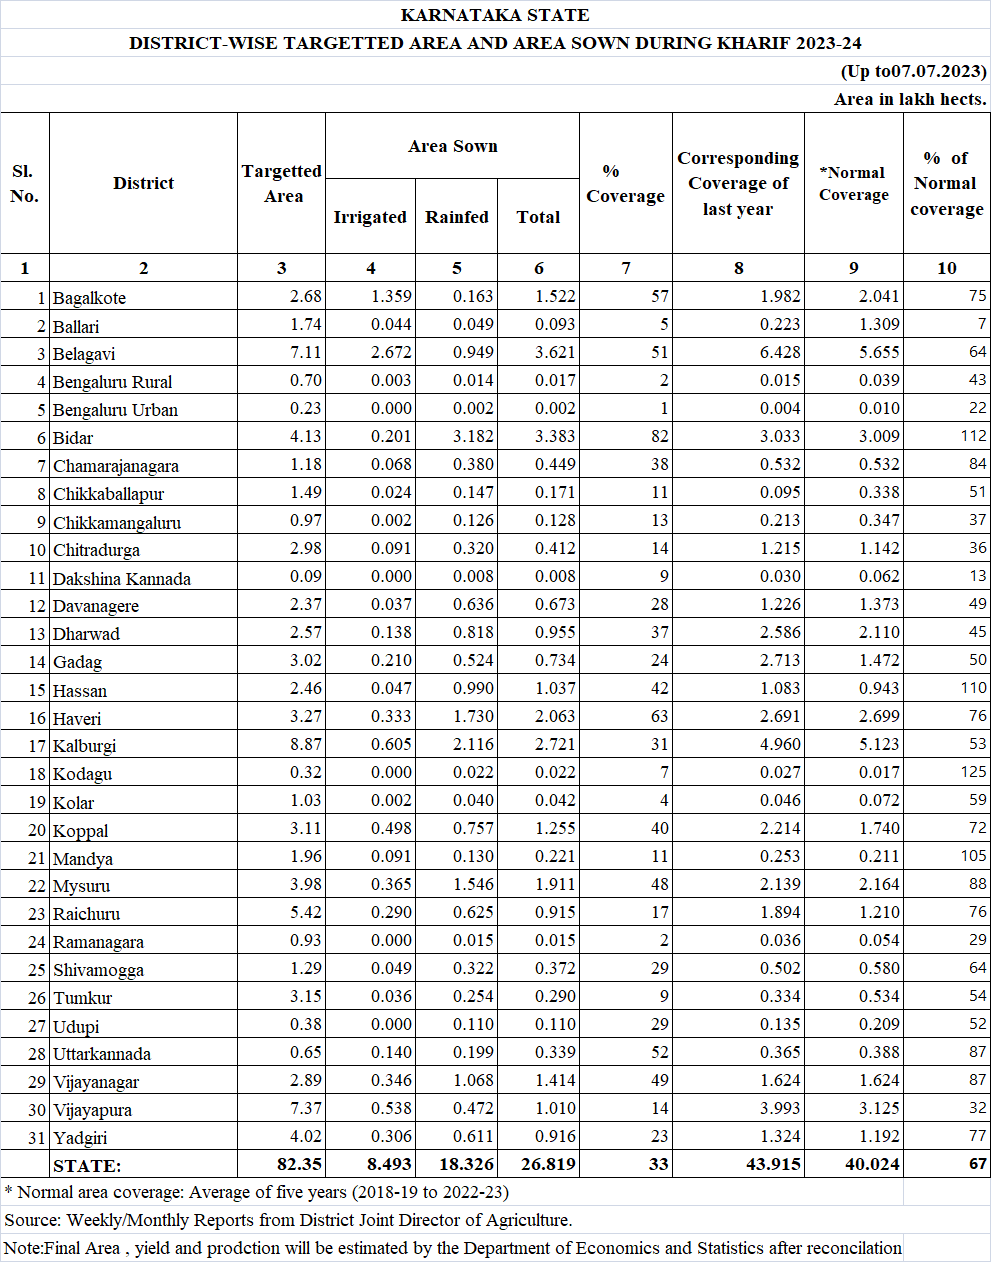 KARNATAKA STATE
DISTRICT-WISE TARGETTED AREA AND AREA SOWN DURING KHARIF 2023-24
(Up to07.07.2023)
Area in lakh hects.
Sl. No. District Targetted Area Area Sown Irrigated Rainfed Total % Coverage Corresponding Coverage of last year *Normal Coverage % of Normal coverage
1 2 3 4 5 6 7 8 9 10
1 Bagalkote 2.68 1.359 0.163 1.522 57 1.982 2.041 75
2 Ballari 1.74 0.044 0.049 0.093 5 0.223 1.309 7
3 Belagavi 7.11 2.672 0.949 3.621 51 6.428 5.655 64
4 Bengaluru Rural 0.70 0.003 0.014 0.017 2 0.015 0.039 43
5 Bengaluru Urban 0.23 0.000 0.002 0.002 1 0.004 0.010 22
6 Bidar 4.13 0.201 3.182 3.383 82 3.033 3.009 112
7 Chamarajanagara 1.18 0.068 0.380 0.449 38 0.532 0.532 84
8 Chikkaballapur 1.49 0.024 0.147 0.171 11 0.095 0.338 51
9 Chikkamangaluru 0.97 0.002 0.126 0.128 13 0.213 0.347 37
10 Chitradurga 2.98 0.091 0.320 0.412 14 1.215 1.142 36
11 Dakshina Kannada 0.09 0.000 0.008 0.008 9 0.030 0.062 13
12 Davanagere 2.37 0.037 0.636 0.673 28 1.226 1.373 49
13 Dharwad 2.57 0.138 0.818 0.955 37 2.586 2.110 45
14 Gadag 3.02 0.210 0.524 0.734 24 2.713 1.472 50
15 Hassan 2.46 0.047 0.990 1.037 42 1.083 0.943 110
16 Haveri 3.27 0.333 1.730 2.063 63 2.691 2.699 76
17 Kalburgi 8.87 0.605 2.116 2.721 31 4.960 5.123 53
18 Kodagu 0.32 0.000 0.022 0.022 7 0.027 0.017 125
19 Kolar 1.03 0.002 0.040 0.042 4 0.046 0.072 59
20 Koppal 3.11 0.498 0.757 1.255 40 2.214 1.740 72
21 Mandya 1.96 0.091 0.130 0.221 11 0.253 0.211 105
22 Mysuru 3.98 0.365 1.546 1.911 48 2.139 2.164 88
23 Raichuru 5.42 0.290 0.625 0.915 17 1.894 1.210 76
24 Ramanagara 0.93 0.000 0.015 0.015 2 0.036 0.054 29
25 Shivamogga 1.29 0.049 0.322 0.372 29 0.502 0.580 64
26 Tumkur 3.15 0.036 0.254 0.290 9 0.334 0.534 54
27 Udupi 0.38 0.000 0.110 0.110 29 0.135 0.209 52
28 Uttarkannada 0.65 0.140 0.199 0.339 52 0.365 0.388 87
29 Vijayanagar 2.89 0.346 1.068 1.414 49 1.624 1.624 87
30 Vijayapura 7.37 0.538 0.472 1.010 14 3.993 3.125 32
31 Yadgiri 4.02 0.306 0.611 0.916 23 1.324 1.192 77
STATE: 82.35 8.493 18.326 26.819 33 43.915 40.024 67
* Normal area coverage: Average of five years (2018-19 to 2022-23)
Source: Weekly/Monthly Reports from District Joint Director of Agriculture.
Note:Final Area , yield and prodction will be estimated by the Department of Economics and Statistics after reconcilation